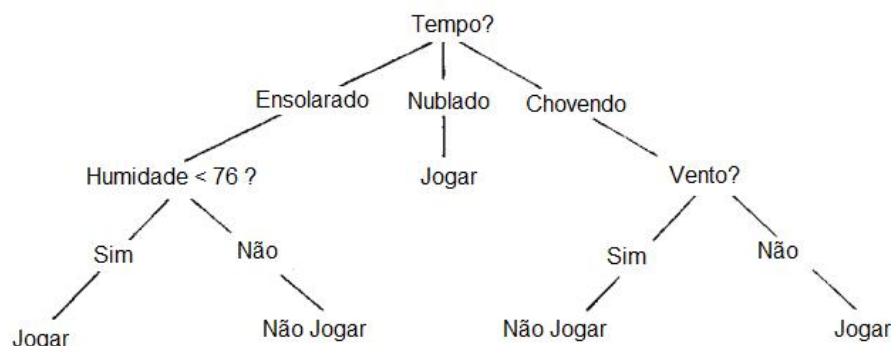 Tempo?
Ensolarado Nublado Chovendo
Humidade < 76 ? Jogar Vento?
Sim Não Sim Não
Jogar Não Jogar Não Jogar Jogar